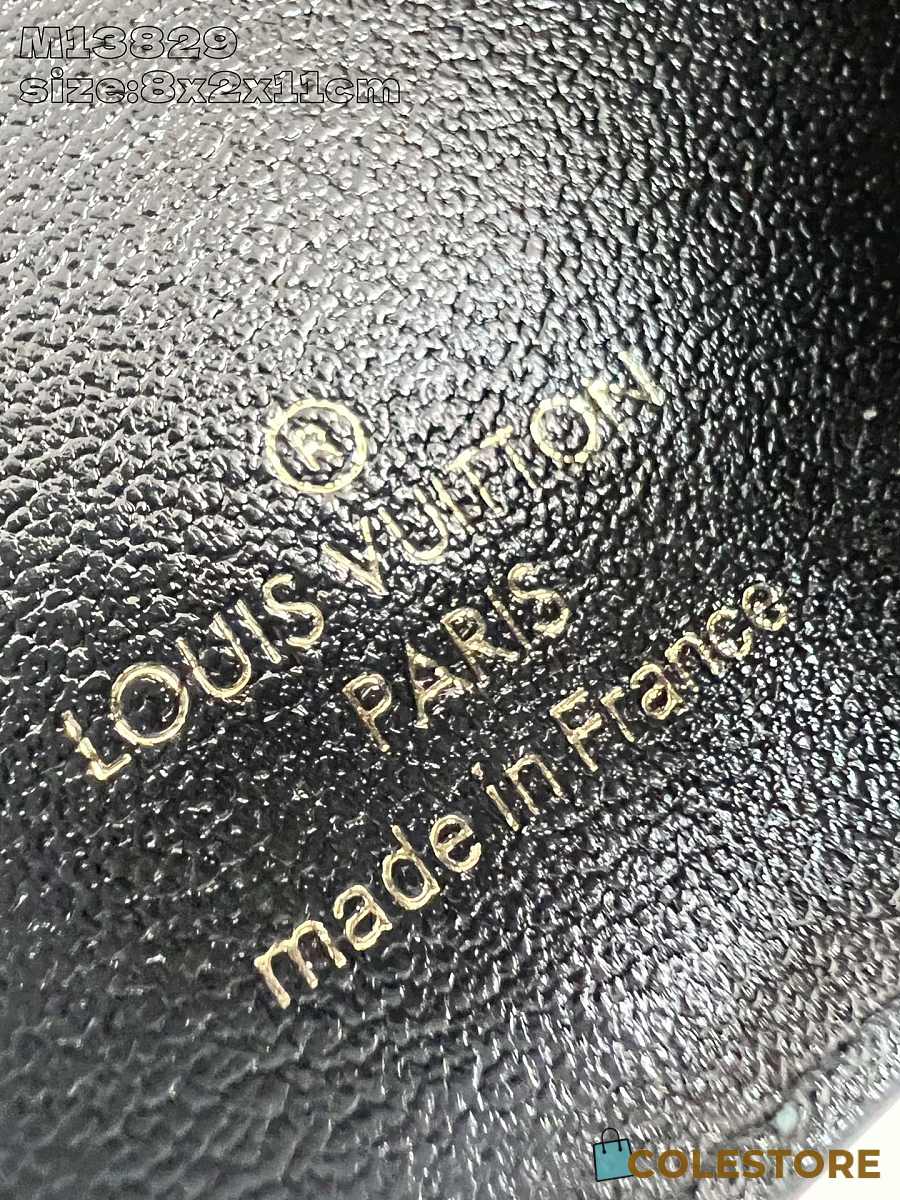 M13829
size:8x2x11cm
®
LOUIS VUITTON
PARIS
made in France
COLESTORE